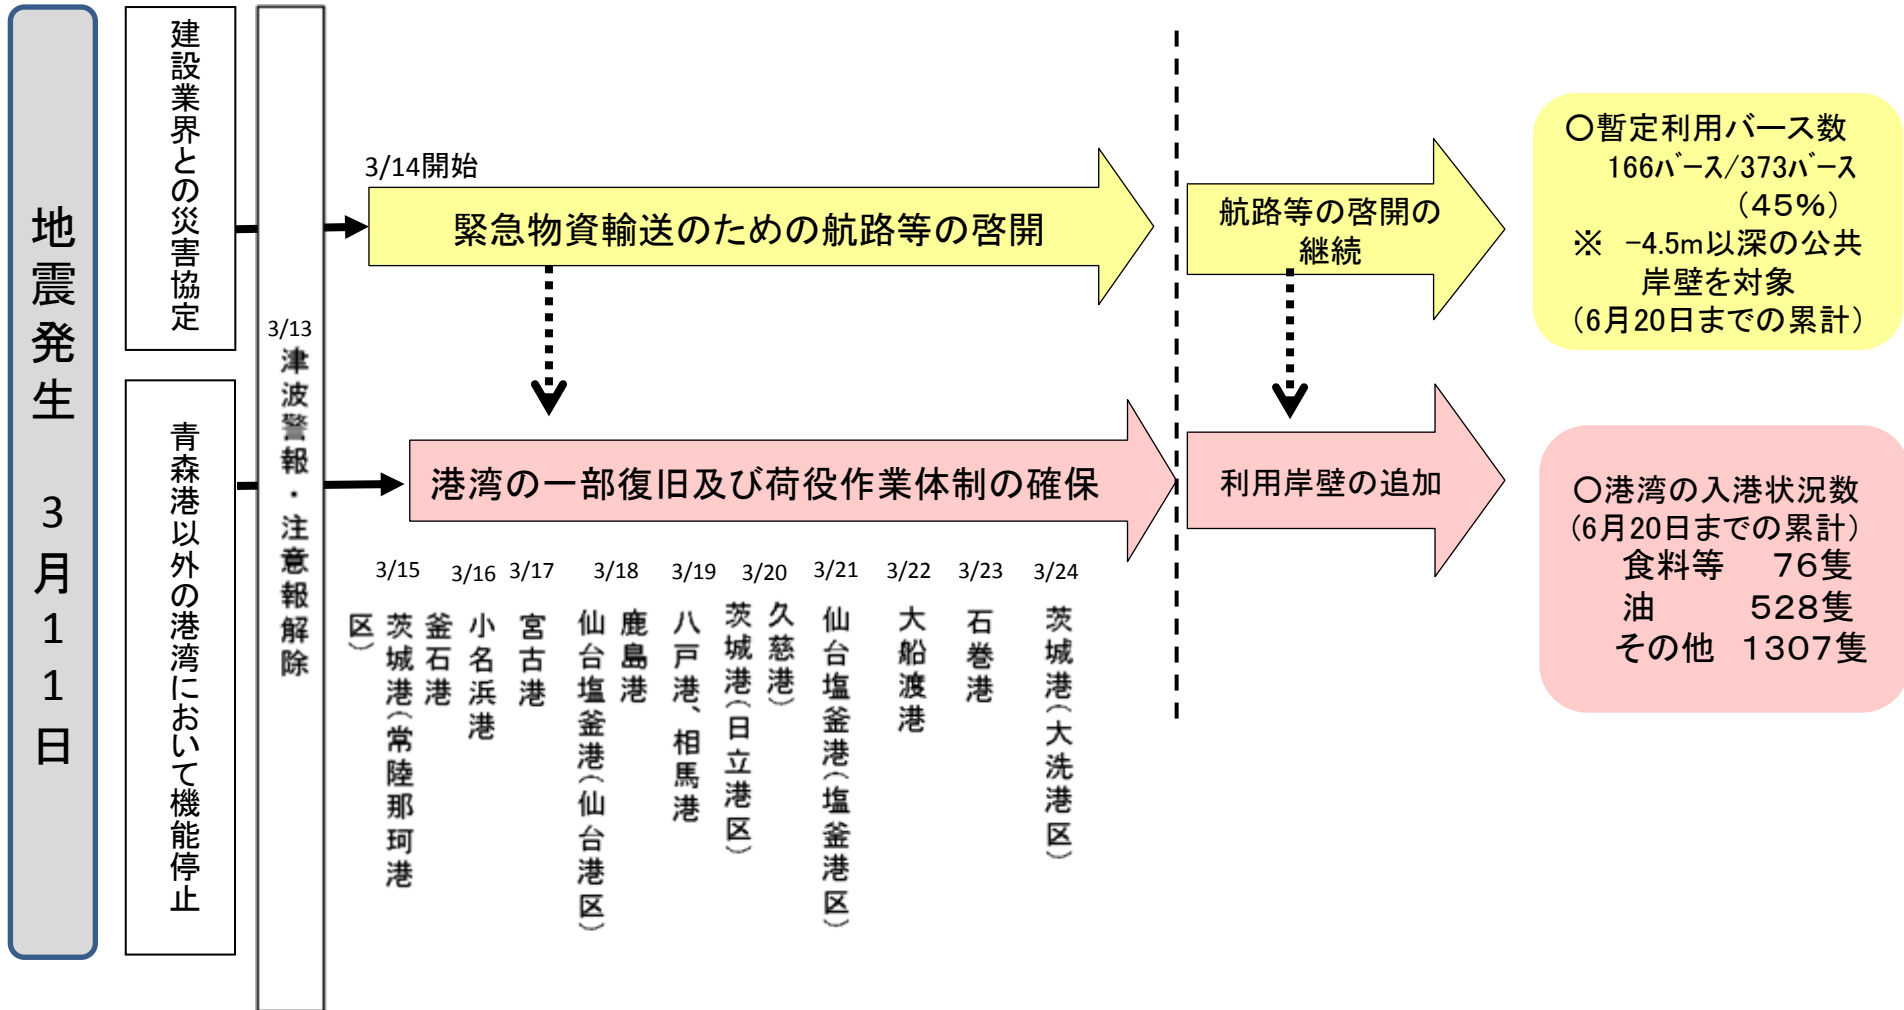 地震発生　3月11日
建設業界との災害協定
青森港以外の港湾において機能停止
3/13
津波警報・注意報解除
3/14開始
緊急物資輸送のための航路等の啓開
航路等の啓開の
継続
港湾の一部復旧及び荷役作業体制の確保
利用岸壁の追加
3/15
茨城港(常陸那珂港
区)
釜石港
3/16
小名浜港
3/17
宮古港
3/18
仙台塩釜港(仙台港区)
鹿島港
3/19
八戸港、相馬港
3/20
茨城港(日立港区)
久慈港)
3/21
仙台塩釜港(塩釜港区)
3/22
大船渡港
3/23
石巻港
3/24
茨城港(大洗港区)
○暫定利用バース数
166バース/373バース
(45%)
※ -4.5m以深の公共
岸壁を対象
(6月20日までの累計)
○港湾の入港状況数
(6月20日までの累計)
食料等 76隻
油 528隻
その他 1307隻